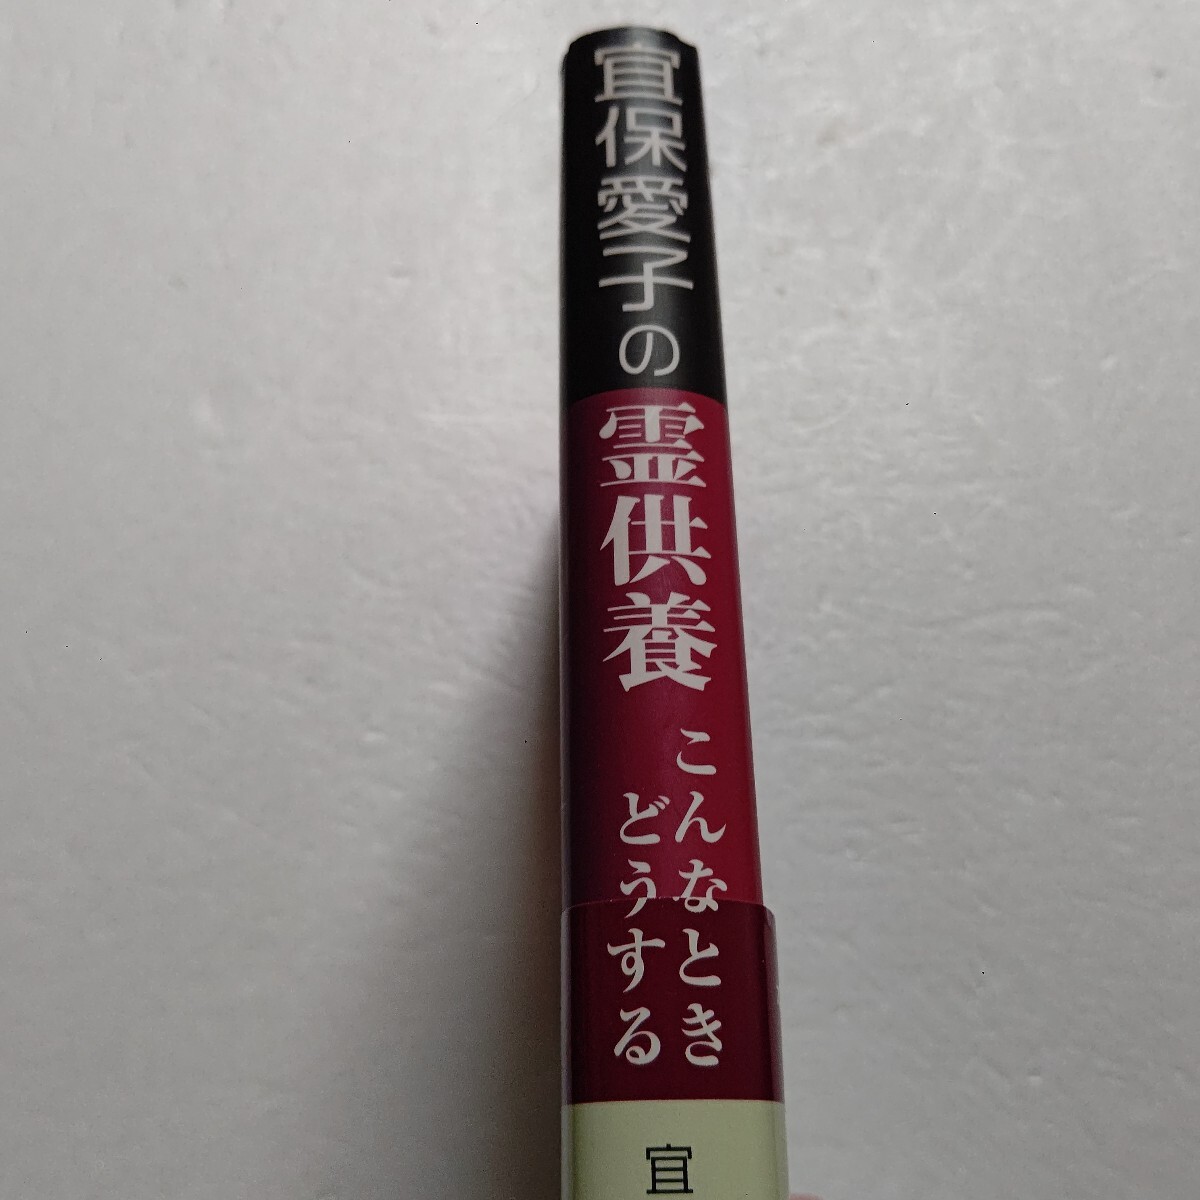 宜保愛子の
霊供養
こんなとき
どうする
宜